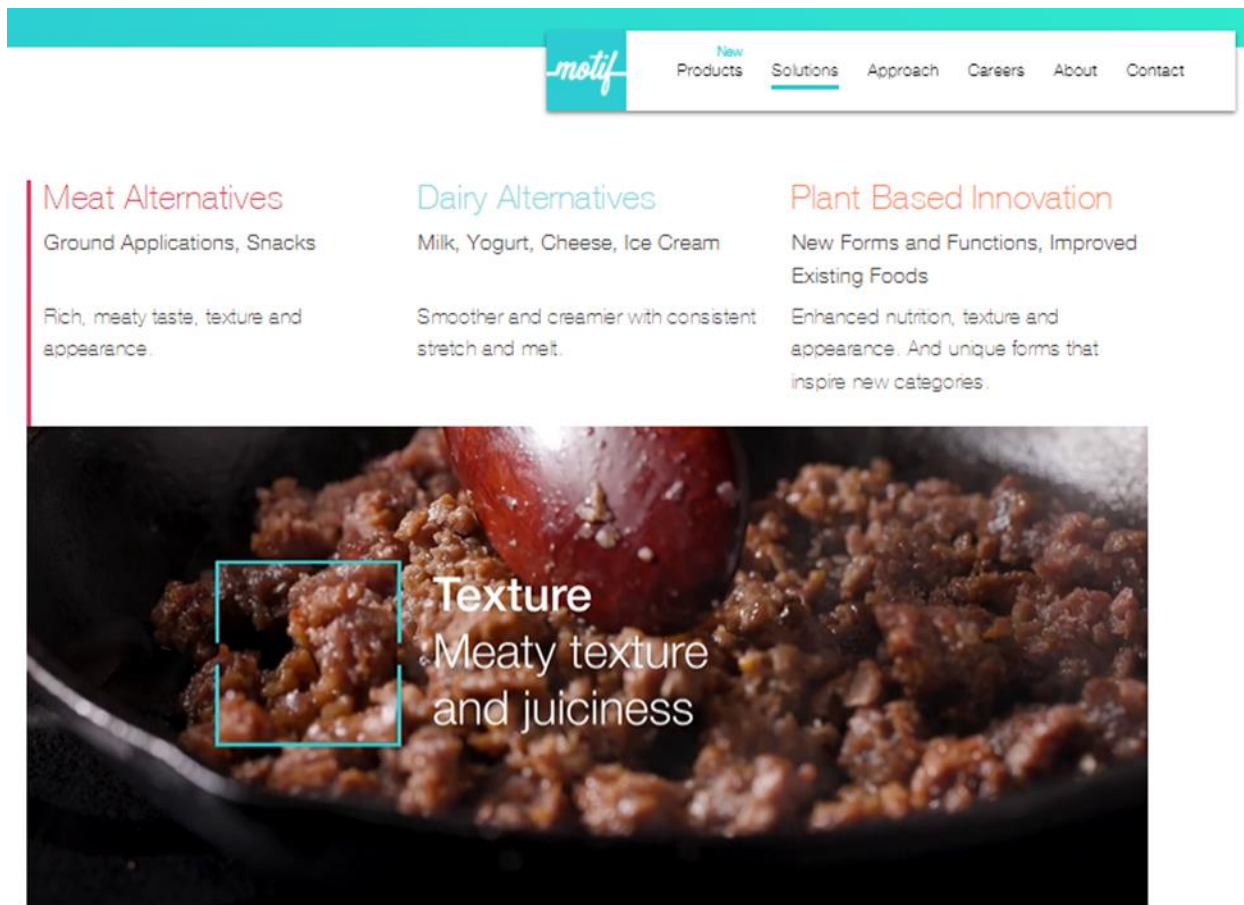 motif
New
Products Solutions Approach Careers About Contact
Meat Alternatives
Ground Applications, Snacks
Rich, meaty taste, texture and
appearance.
Dairy Alternatives
Milk, Yogurt, Cheese, Ice Cream
Smoother and creamier with consistent
stretch and melt.
Plant Based Innovation
New Forms and Functions, Improved
Existing Foods
Enhanced nutrition, texture and
appearance. And unique forms that
inspire new categories.
Texture
Meaty texture
and juiciness